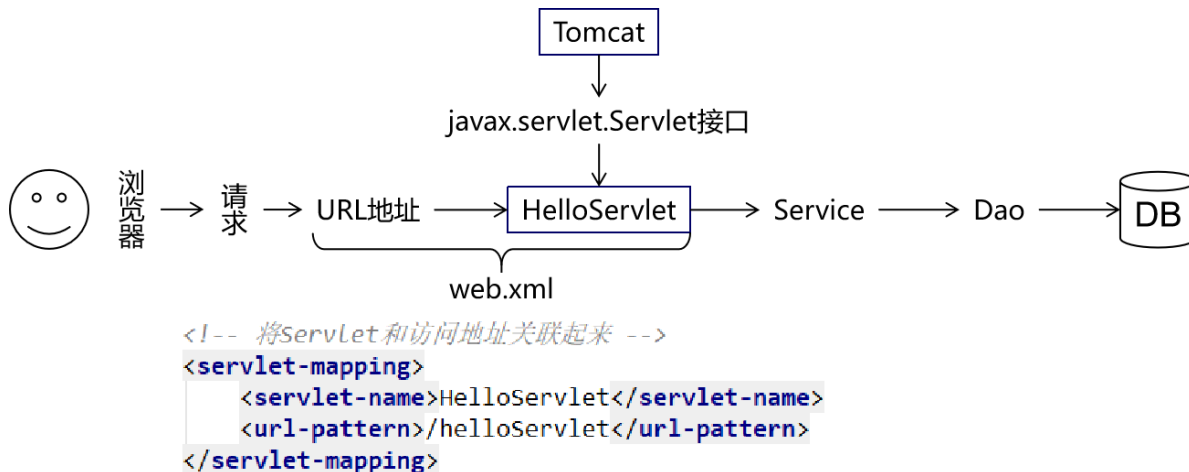 Tomcat
javax.servlet.Servlet接口
浏览器
请求
URL地址
HelloServlet
Service
Dao
DB
web.xml
<!-- 将Servlet和访问地址关联起来 -->
<servlet-mapping>
    <servlet-name>HelloServlet</servlet-name>
    <url-pattern>/helloServlet</url-pattern>
</servlet-mapping>